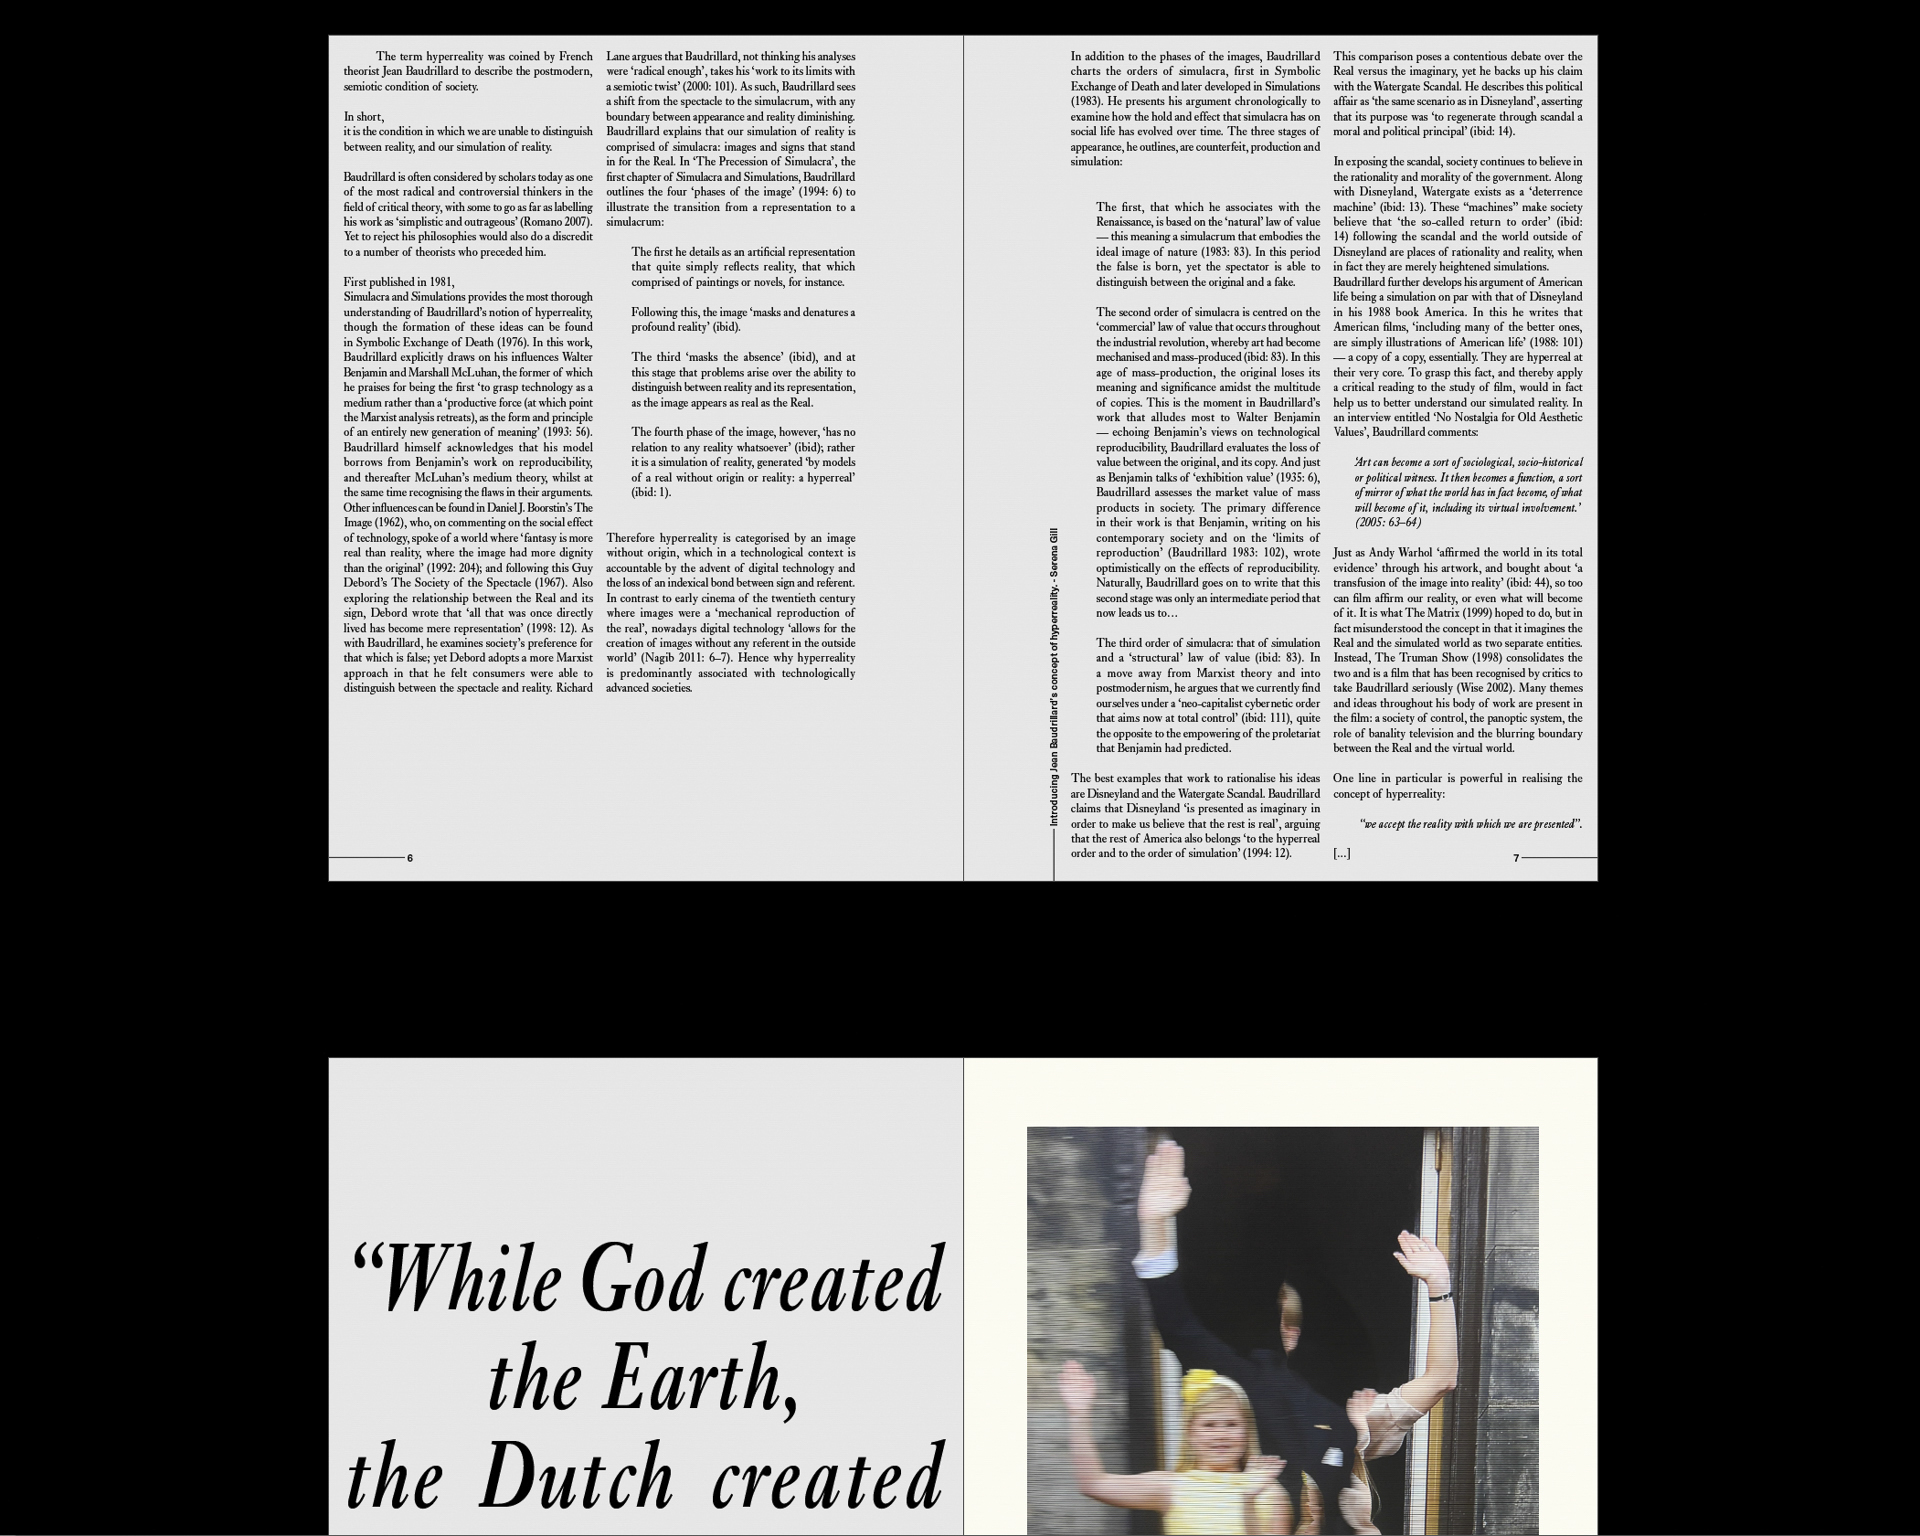 The term hyperreality was coined by French
theorist Jean Baudrillard to describe the postmodern,
semiotic condition of society.
In short,
it is the condition in which we are unable to distinguish
between reality, and our simulation of reality.
Baudrillard is often considered by scholars today as one
of the most radical and controversial thinkers in the
field of critical theory, with some to go as far as labelling
his work as ‘simplistic and outrageous’ (Romano 2007).
Yet to reject his philosophies would also do a discredit
to a number of theorists who preceded him.
First published in 1981,
Simulacra and Simulations provides the most thorough
understanding of Baudrillard’s notion of hyperreality,
though the formation of these ideas can be found
in Symbolic Exchange of Death (1976). In this work,
Baudrillard explicitly draws on his influences Walter
Benjamin and Marshall McLuhan, the former of which
he praises for being the first ‘to grasp technology as a
medium rather than a ‘productive force (at which point
the Marxist analysis retreats), as the form and principle
of an entirely new generation of meaning’ (1993: 56).
Baudrillard himself acknowledges that his model
borrows from Benjamin’s work on reproducibility,
and thereafter McLuhan’s medium theory, whilst at
the same time recognising the flaws in their arguments.
Other influences can be found in Daniel J. Boorstin’s The
Image (1962), who, on commenting on the social effect
of technology, spoke of a world where ‘fantasy is more
real than reality, where the image had more dignity
than the original’ (1992: 204); and following this Guy
Debord’s The Society of the Spectacle (1967). Also
exploring the relationship between the Real and its
sign, Debord wrote that ‘all that was once directly
lived has become mere representation’ (1998: 12). As
with Baudrillard, he examines society’s preference for
that which is false; yet Debord adopts a more Marxist
approach in that he felt consumers were able to
distinguish between the spectacle and reality. Richard
Lane argues that Baudrillard, not thinking his analyses
were ‘radical enough’, takes his ‘work to its limits with
a semiotic twist’ (2000: 101). As such, Baudrillard sees
a shift from the spectacle to the simulacrum, with any
boundary between appearance and reality diminishing.
Baudrillard explains that our simulation of reality is
comprised of simulacra: images and signs that stand
in for the Real. In ‘The Precession of Simulacra’, the
first chapter of Simulacra and Simulations, Baudrillard
outlines the four ‘phases of the image’ (1994: 6) to
illustrate the transition from a representation to a
simulacrum:
The first he details as an artificial representation
that quite simply reflects reality, that which
comprised of paintings or novels, for instance.
Following this, the image ‘masks and denatures a
profound reality’ (ibid).
The third ‘masks the absence’ (ibid), and at
this stage that problems arise over the ability to
distinguish between reality and its representation,
as the image appears as real as the Real.
The fourth phase of the image, however, ‘has no
relation to any reality whatsoever’ (ibid); rather
it is a simulation of reality, generated ‘by models
of a real without origin or reality: a hyperreal’
(ibid: 1).
Therefore hyperreality is categorised by an image
without origin, which in a technological context is
accountable by the advent of digital technology and
the loss of an indexical bond between sign and referent.
In contrast to early cinema of the twentieth century
where images were a ‘mechanical reproduction of
the real’, nowadays digital technology ‘allows for the
creation of images without any referent in the outside
world’ (Nagib 2011: 6–7). Hence why hyperreality
is predominantly associated with technologically
advanced societies.
6
Introducing Jean Baudrillard’s concept of hyperreality. - Serena Gill
In addition to the phases of the images, Baudrillard
charts the orders of simulacra, first in Symbolic
Exchange of Death and later developed in Simulations
(1983). He presents his argument chronologically to
examine how the hold and effect that simulacra has on
social life has evolved over time. The three stages of
appearance, he outlines, are counterfeit, production and
simulation:
The first, that which he associates with the
Renaissance, is based on the ‘natural’ law of value
— this meaning a simulacrum that embodies the
ideal image of nature (1983: 83). In this period
the false is born, yet the spectator is able to
distinguish between the original and a fake.
The second order of simulacra is centred on the
‘commercial’ law of value that occurs throughout
the industrial revolution, whereby art had become
mechanised and mass-produced (ibid: 83). In this
age of mass-production, the original loses its
meaning and significance amidst the multitude
of copies. This is the moment in Baudrillard’s
work that alludes most to Walter Benjamin
— echoing Benjamin’s views on technological
reproducibility, Baudrillard evaluates the loss of
value between the original, and its copy. And just
as Benjamin talks of ‘exhibition value’ (1935: 6),
Baudrillard assesses the market value of mass
products in society. The primary difference
in their work is that Benjamin, writing on his
contemporary society and on the ‘limits of
reproduction’ (Baudrillard 1983: 102), wrote
optimistically on the effects of reproducibility.
Naturally, Baudrillard goes on to write that this
second stage was only an intermediate period that
now leads us to…
The third order of simulacra: that of simulation
and a ‘structural’ law of value (ibid: 83). In
a move away from Marxist theory and into
postmodernism, he argues that we currently find
ourselves under a ‘neo-capitalist cybernetic order
that aims now at total control’ (ibid: 111), quite
the opposite to the empowering of the proletariat
that Benjamin had predicted.
The best examples that work to rationalise his ideas
are Disneyland and the Watergate Scandal. Baudrillard
claims that Disneyland ‘is presented as imaginary in
order to make us believe that the rest is real’, arguing
that the rest of America also belongs ‘to the hyperreal
order and to the order of simulation’ (1994: 12).
This comparison poses a contentious debate over the
Real versus the imaginary, yet he backs up his claim
with the Watergate Scandal. He describes this political
affair as ‘the same scenario as in Disneyland’, asserting
that its purpose was ‘to regenerate through scandal a
moral and political principal’ (ibid: 14).
In exposing the scandal, society continues to believe in
the rationality and morality of the government. Along
with Disneyland, Watergate exists as a ‘deterrence
machine’ (ibid: 13). These “machines” make society
believe that ‘the so-called return to order’ (ibid:
14) following the scandal and the world outside of
Disneyland are places of rationality and reality, when
in fact they are merely heightened simulations.
Baudrillard further develops his argument of American
life being a simulation on par with that of Disneyland
in his 1988 book America. In this he writes that
American films, ‘including many of the better ones,
are simply illustrations of American life’ (1988: 101)
— a copy of a copy, essentially. They are hyperreal at
their very core. To grasp this fact, and thereby apply
a critical reading to the study of film, would in fact
help us to better understand our simulated reality. In
an interview entitled ‘No Nostalgia for Old Aesthetic
Values’, Baudrillard comments:
‘Art can become a sort of sociological, socio-historical
or political witness. It then becomes a function, a sort
of mirror of what the world has in fact become, of what
will become of it, including its virtual involvement.’
(2005: 63–64)
Just as Andy Warhol ‘affirmed the world in its total
evidence’ through his artwork, and bought about ‘a
transfusion of the image into reality’ (ibid: 44), so too
can film affirm our reality, or even what will become
of it. It is what The Matrix (1999) hoped to do, but in
fact misunderstood the concept in that it imagines the
Real and the simulated world as two separate entities.
Instead, The Truman Show (1998) consolidates the
two and is a film that has been recognised by critics to
take Baudrillard seriously (Wise 2002). Many themes
and ideas throughout his body of work are present in
the film: a society of control, the panoptic system, the
role of banality television and the blurring boundary
between the Real and the virtual world.
One line in particular is powerful in realising the
concept of hyperreality:
“we accept the reality with which we are presented”.
[...]
7
“While God created
the Earth,
the Dutch created